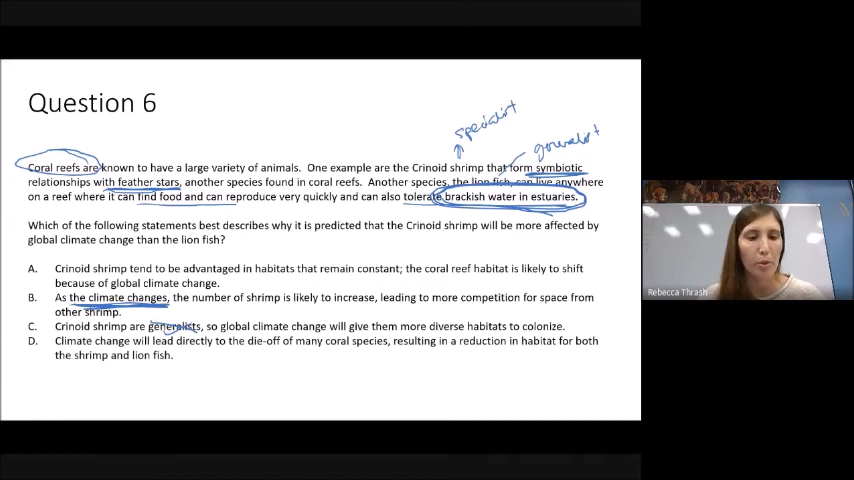 Question 6
specialist
generalist
Coral reefs are known to have a large variety of animals. One example are the Crinoid shrimp that form symbiotic
relationships with feather stars, another species found in coral reefs. Another species, the lion fish, can live anywhere
on a reef where it can find food and can reproduce very quickly and can also tolerate brackish water in estuaries.
Which of the following statements best describes why it is predicted that the Crinoid shrimp will be more affected by
global climate change than the lion fish?
A. Crinoid shrimp tend to be advantaged in habitats that remain constant; the coral reef habitat is likely to shift
because of global climate change.
B. As the climate changes, the number of shrimp is likely to increase, leading to more competition for space from
other shrimp.
C. Crinoid shrimp are generalists, so global climate change will give them more diverse habitats to colonize.
D. Climate change will lead directly to the die-off of many coral species, resulting in a reduction in habitat for both
the shrimp and lion fish.
Rebecca Thrash